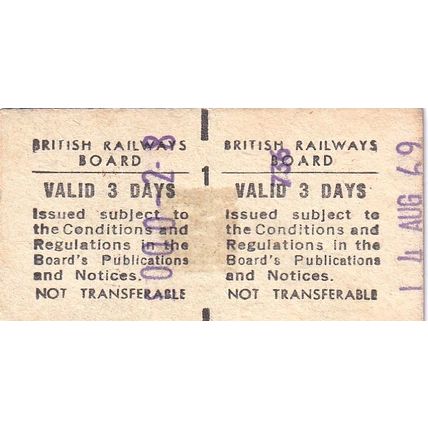 BRITISH RAILWAYS
BOARD
VALID 3 DAYS
Issued subject to
the Conditions and
Regulations in the
Board's Publications
and Notices.
NOT TRANSFERABLE
1
BRITISH RAILWAYS
BOARD
VALID 3 DAYS
Issued subject to
the Conditions and
Regulations in the
Board's Publications
and Notices.
NOT TRANSFERABLE
735
14 AUG 69